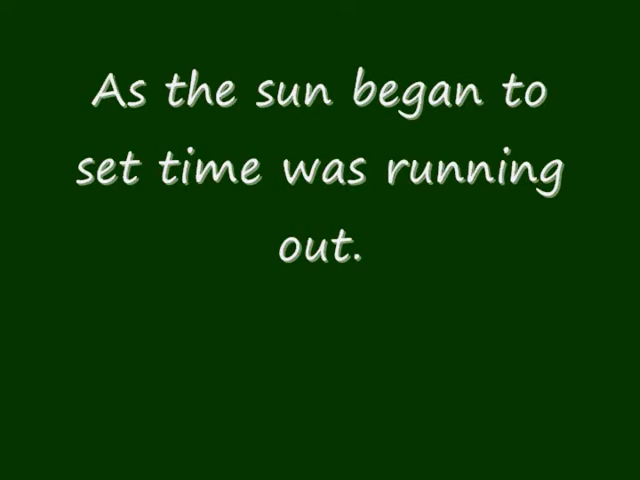 As the sun began to
set time was running
out.